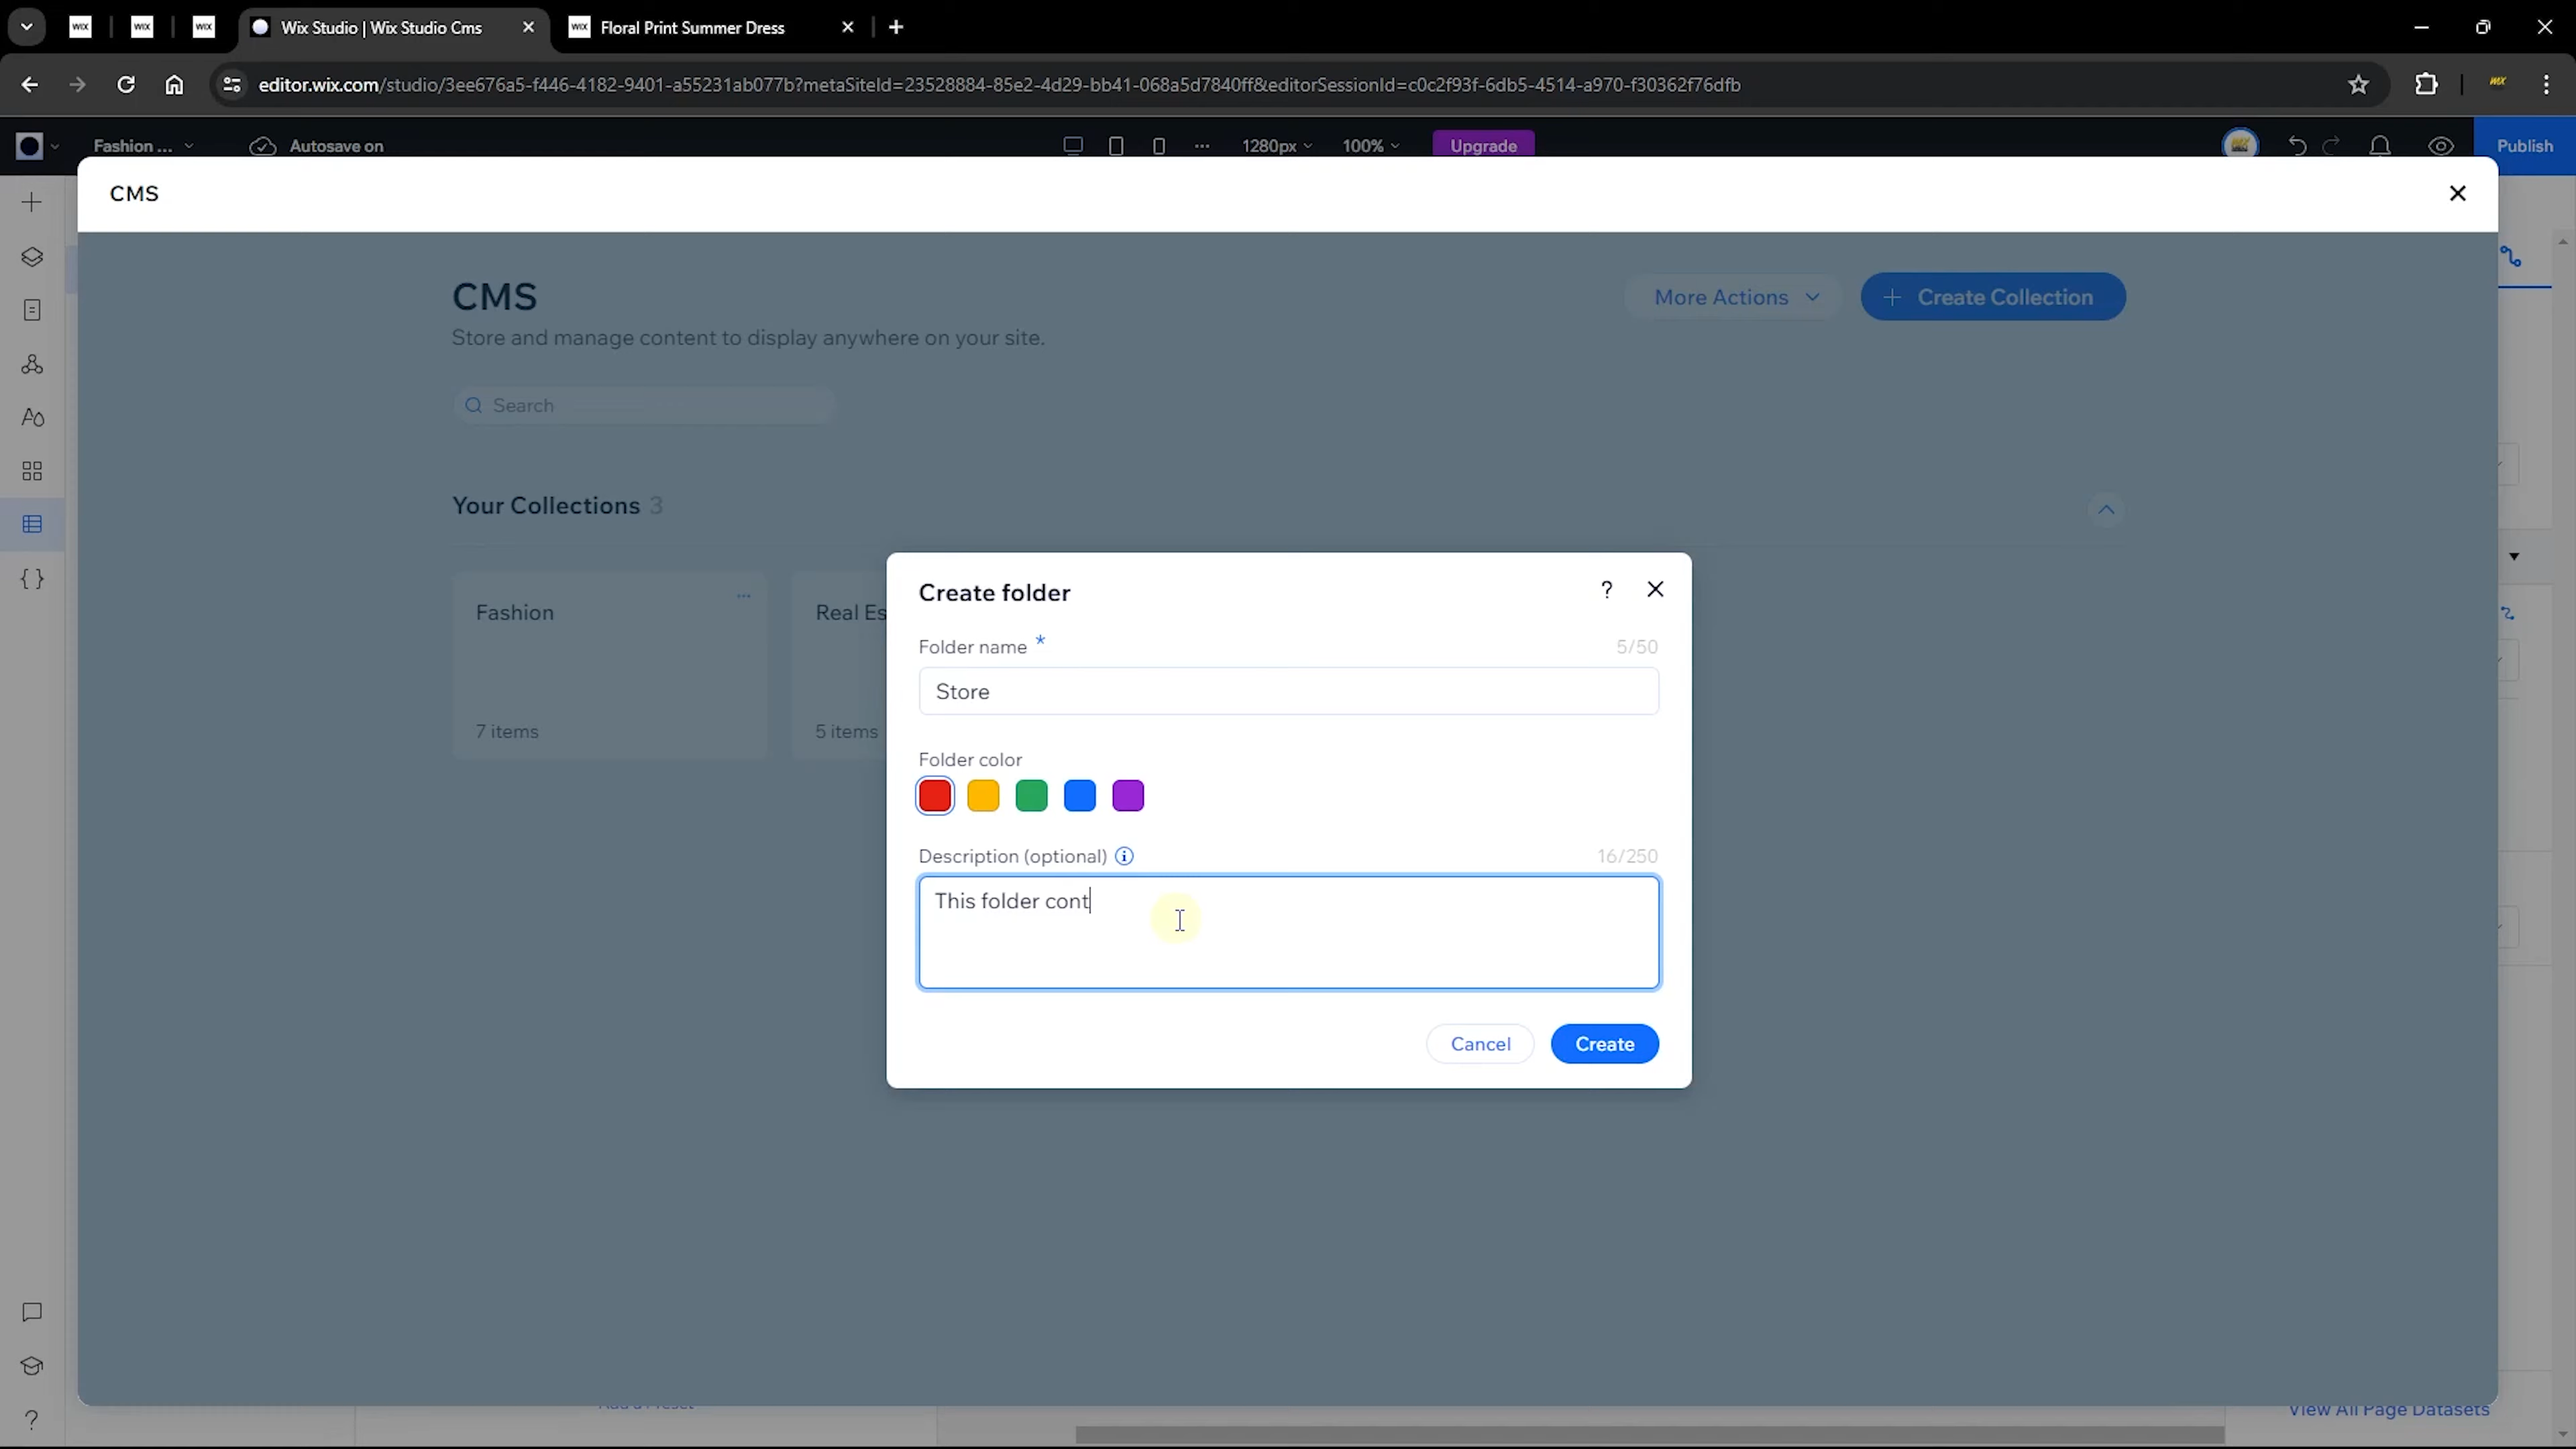 WIX
WIX
WIX
Wix Studio | Wix Studio Cms
WIX
Floral Print Summer Dress
editor.wix.com/studio/3ee676a5-f446-4182-9401-a55231ab077b?metaSiteId=23528884-85e2-4d29-bb41-068a5d7840ff&editorSessionId=c0c2f93f-6db5-4514-a970-f30362f76dfb
Fashion ...
Autosave on
1280px
100%
Upgrade
Publish
CMS
CMS
More Actions
Create Collection
Store and manage content to display anywhere on your site.
Search
Your Collections 3
Fashion
Real Es
7 items
5 items
Create folder
?
Folder name *
5/50
Store
Folder color
Description (optional)
16/250
This folder cont
Cancel
Create
View All Page Datasets